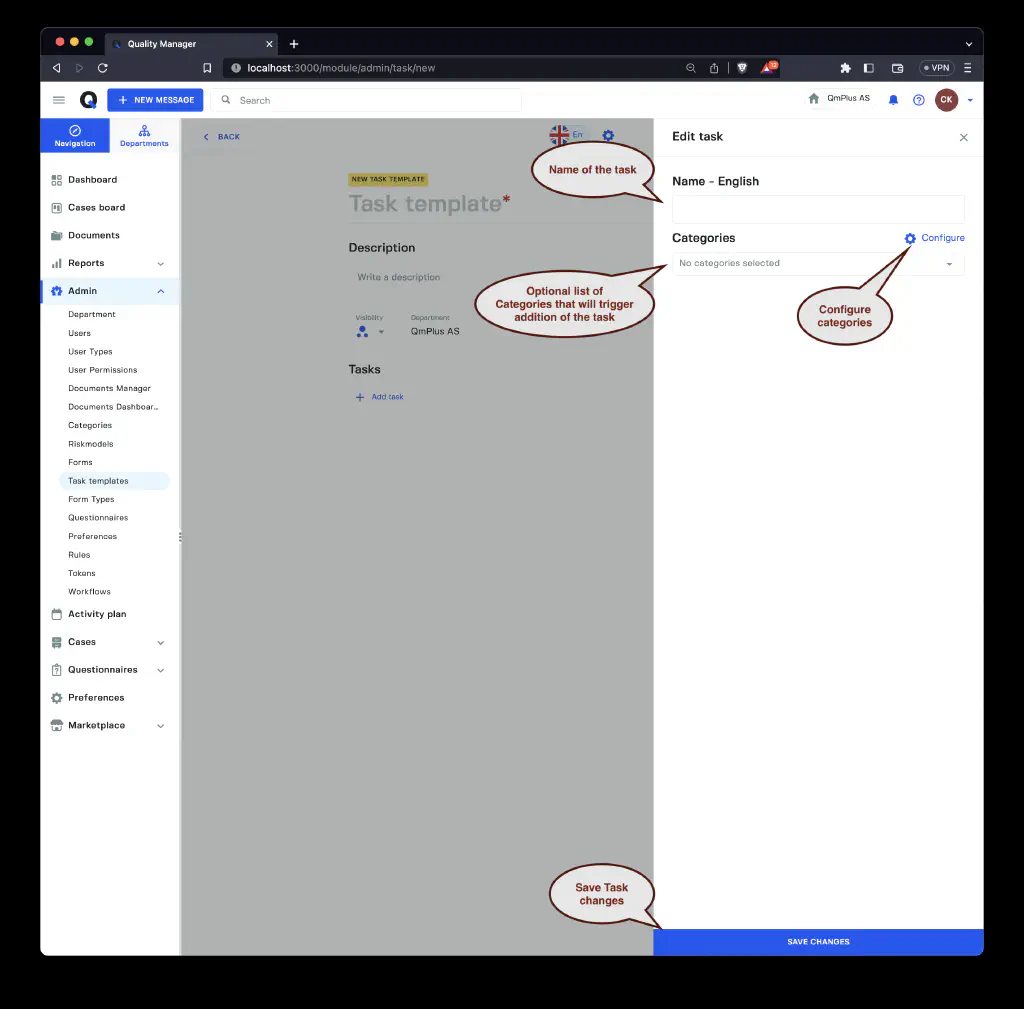 Quality Manager
localhost:3000/module/admin/task/new
12
VPN
NEW MESSAGE
Search
QmPlus AS
CK
Navigation
Departments
Dashboard
Cases board
Documents
Reports
Admin
Department
Users
User Types
User Permissions
Documents Manager
Documents Dashboar...
Categories
Riskmodels
Forms
Task templates
Form Types
Questionnaires
Preferences
Rules
Tokens
Workflows
Activity plan
Cases
Questionnaires
Preferences
Marketplace
BACK
En
NEW TASK TEMPLATE
Task template*
Description
Write a description
Visibility
Department
QmPlus AS
Tasks
Add task
Edit task
Name - English
Name of the task
Categories
Configure
No categories selected
Optional list of
Categories that will trigger
addition of the task
Configure
categories
Save Task
changes
SAVE CHANGES